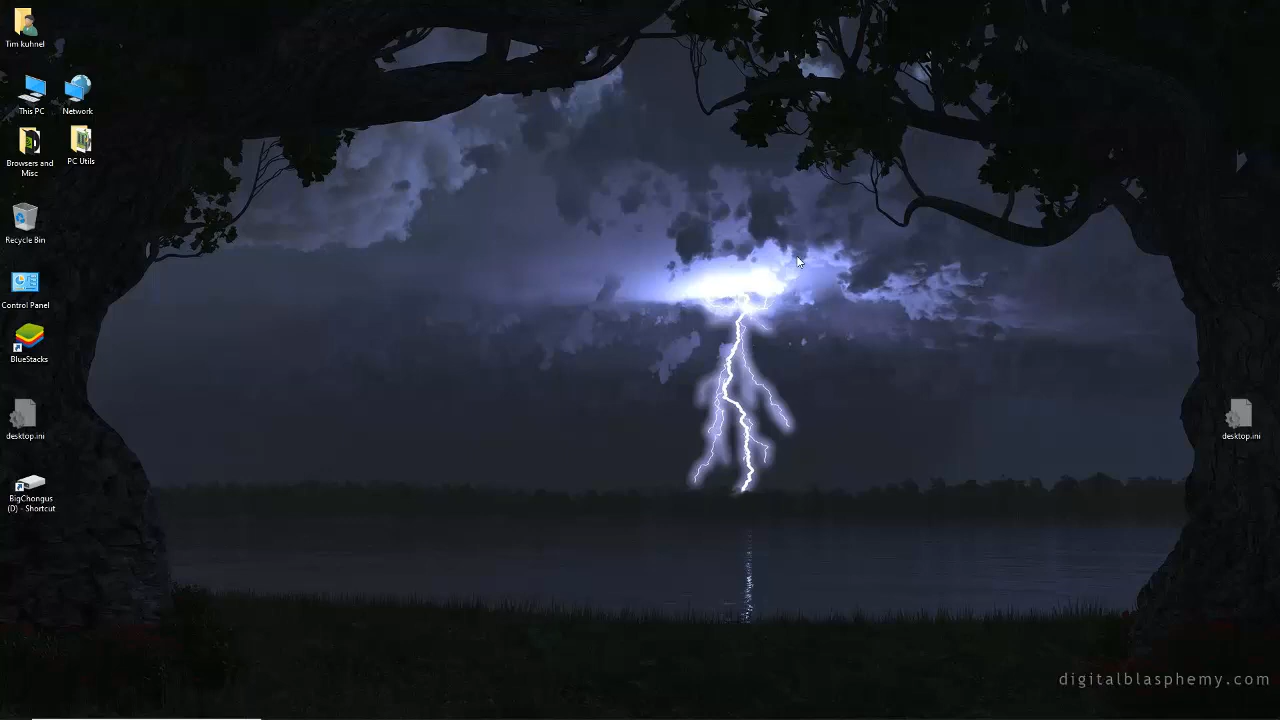 Tim kuhnel
This PC
Network
Browsers and
Misc
PC Utils
Recycle Bin
Control Panel
BlueStacks
desktop.ini
desktop.ini
BigChongus
(D) - Shortcut
digitalblasphemy.com